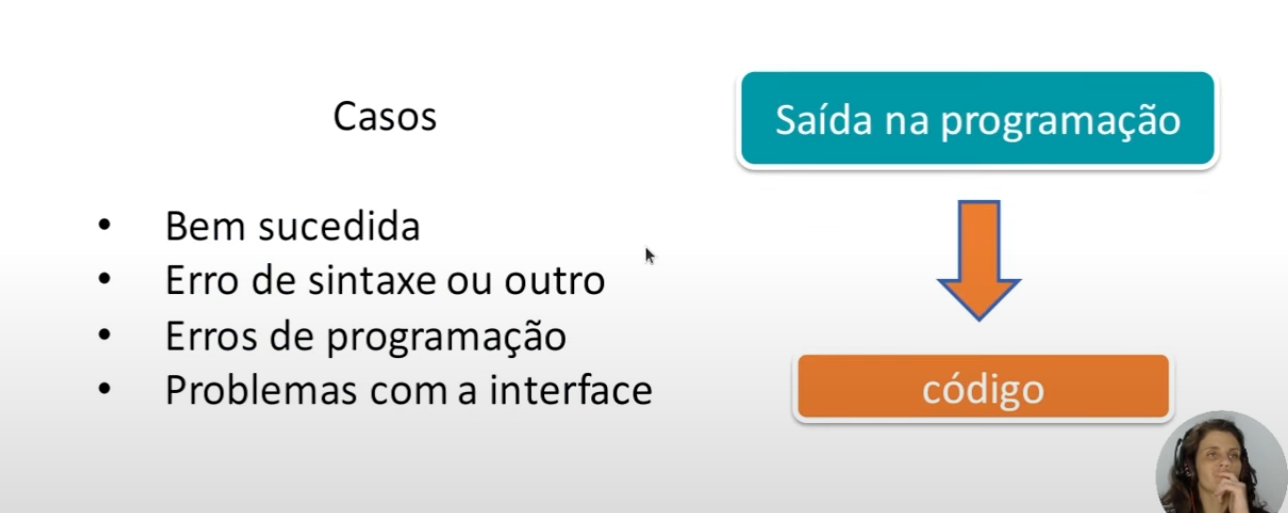 Casos
Saída na programação
• Bem sucedida
• Erro de sintaxe ou outro
• Erros de programação
• Problemas com a interface
código